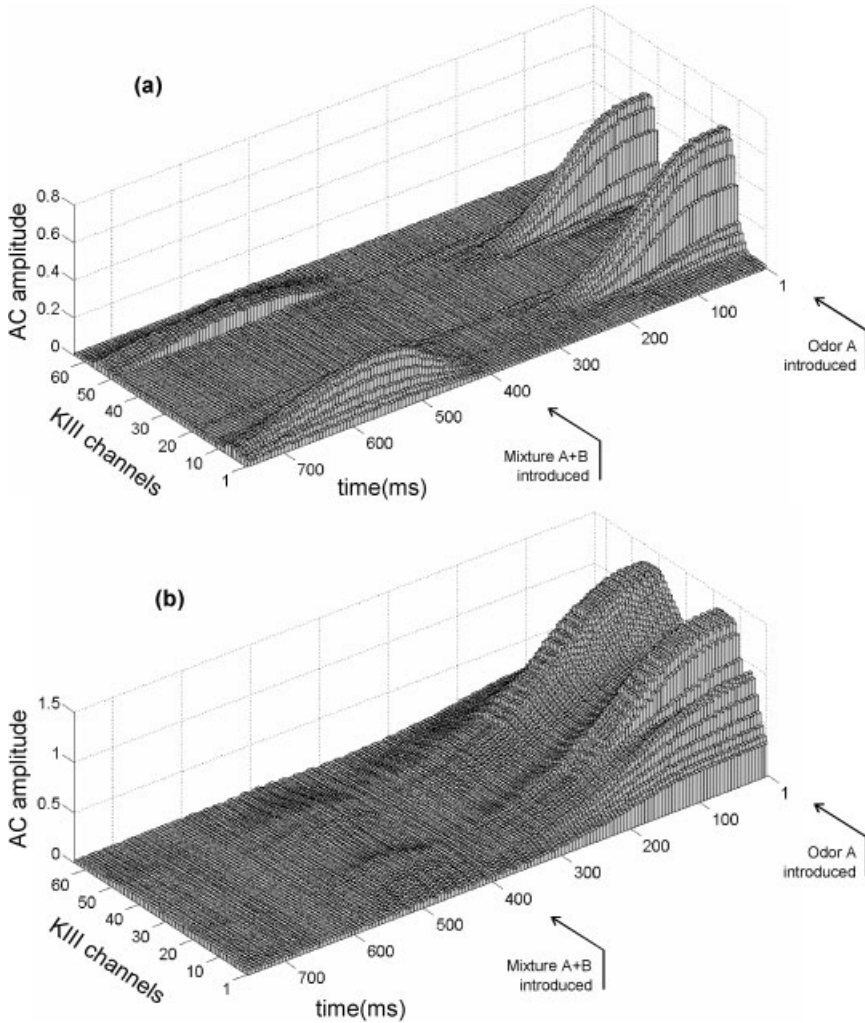 (a)
AC amplitude
0.8
0.6
0.4
0.2
0
60
50
40
30
20
10
1
KIII channels
700
600
500
400
300
200
100
1
time(ms)
Odor A
introduced
Mixture A+B
introduced
(b)
AC amplitude
1.5
1
0.5
0
60
50
40
30
20
10
1
KIII channels
700
600
500
400
300
200
100
1
time(ms)
Odor A
introduced
Mixture A+B
introduced